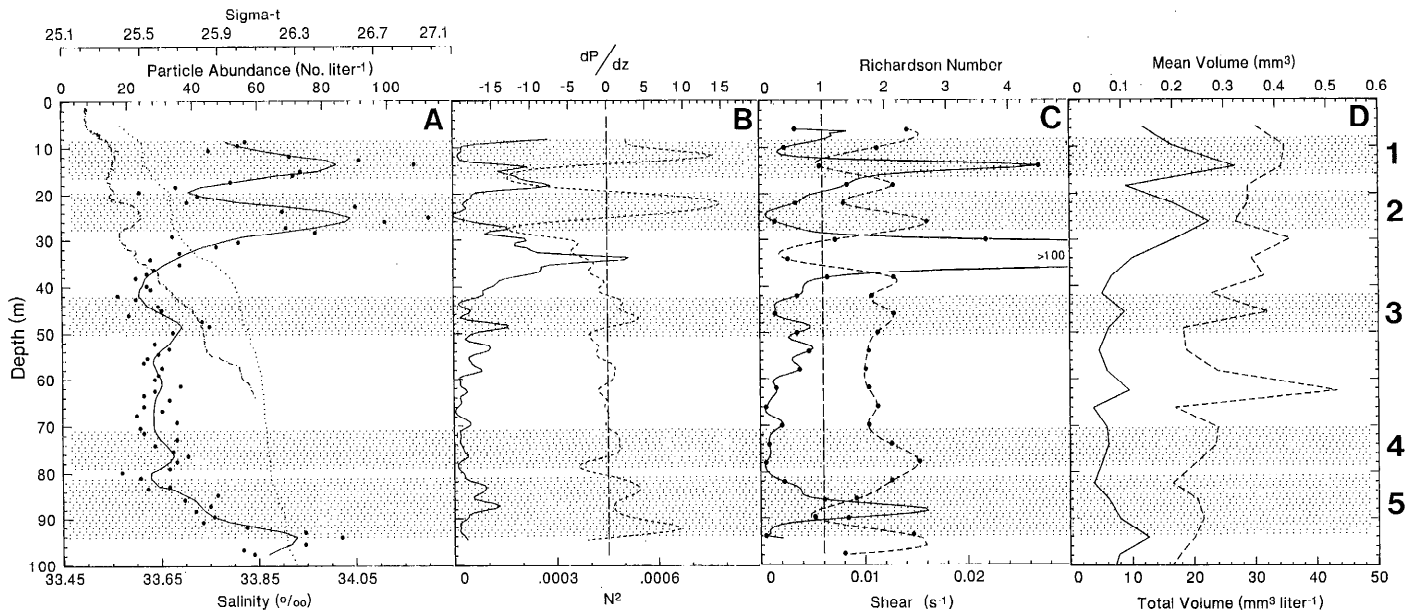 Sigma-t
25.1 25.5 25.9 26.3 26.7 27.1
Particle Abundance (No. liter⁻¹)
0 20 40 60 80 100
dP/dz
-15 -10 -5 0 5 10 15
Richardson Number
0 1 2 3 4
Mean Volume (mm³)
0 0.1 0.2 0.3 0.4 0.5 0.6
A B C D
Depth (m)
0
10
20
30
40
50
60
70
80
90
100
>100
1
2
3
4
5
33.45 33.65 33.85 34.05
Salinity (o/oo)
0 .0003 .0006
N²
0 0.01 0.02
Shear (s⁻¹)
0 10 20 30 40 50
Total Volume (mm³ liter⁻¹)